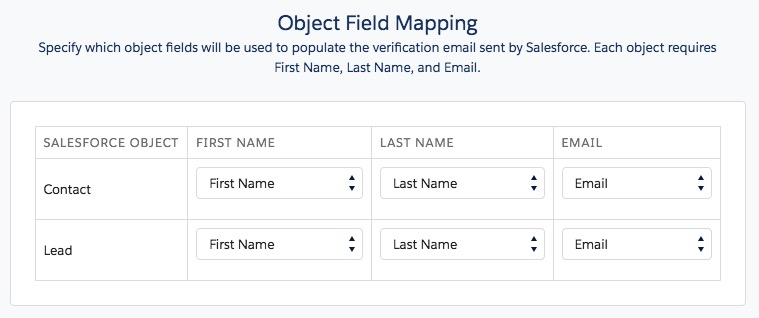 Object Field Mapping
Specify which object fields will be used to populate the verification email sent by Salesforce. Each object requires
First Name, Last Name, and Email.
SALESFORCE OBJECT FIRST NAME LAST NAME EMAIL
Contact First Name Last Name Email
Lead First Name Last Name Email